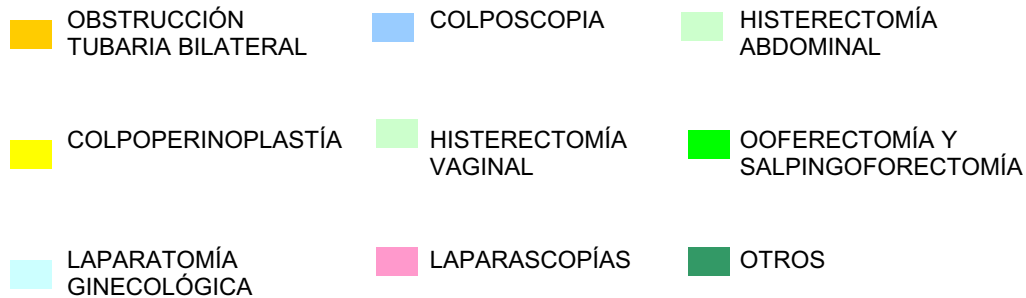 OBSTRUCCIÓN
TUBARIA BILATERAL
COLPOSCOPIA
HISTERECTOMÍA
ABDOMINAL
COLPOPERINOPLASTÍA
HISTERECTOMÍA
VAGINAL
OOFERECTOMÍA Y
SALPINGOFORECTOMÍA
LAPARATOMÍA
GINECOLÓGICA
LAPARASCOPÍAS
OTROS